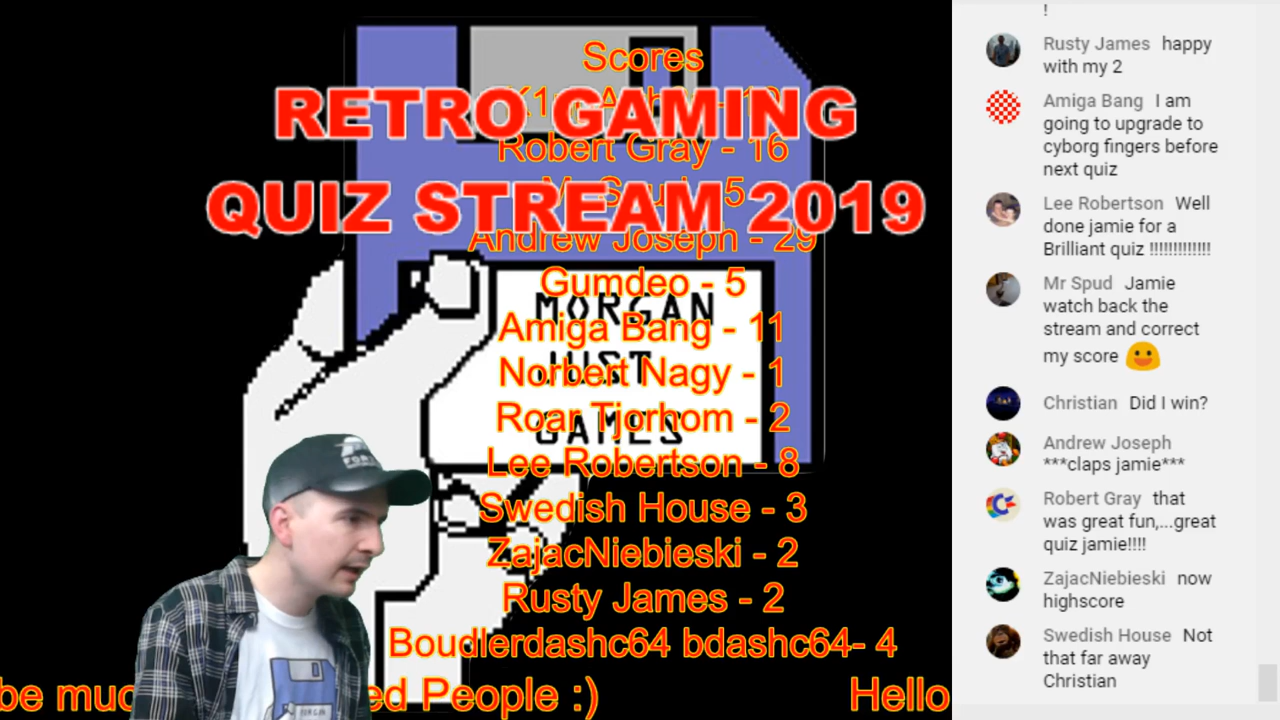 Scores
RETRO GAMING
Robert Gray - 16
QUIZ STREAM 2019
Andrew Joseph - 29
Gumdeo - 5
MORGAN
Amiga Bang - 11
JUST
Norbert Nagy - 1
Roar Tjorhom - 2
GAMES
Lee Robertson - 8
Swedish House - 3
ZajacNiebieski - 2
Rusty James - 2
Boudlerdashc64 bdashc64- 4
be
People :)
Hello
!
Rusty James happy
with my 2
Amiga Bang I am
going to upgrade to
cyborg fingers before
next quiz
Lee Robertson Well
done jamie for a
Brilliant quiz !!!!!!!!!!!!!
Mr Spud Jamie
watch back the
stream and correct
my score
Christian Did I win?
Andrew Joseph
***claps jamie***
Robert Gray that
was great fun,...great
quiz jamie!!!!
ZajacNiebieski now
highscore
Swedish House Not
that far away
Christian